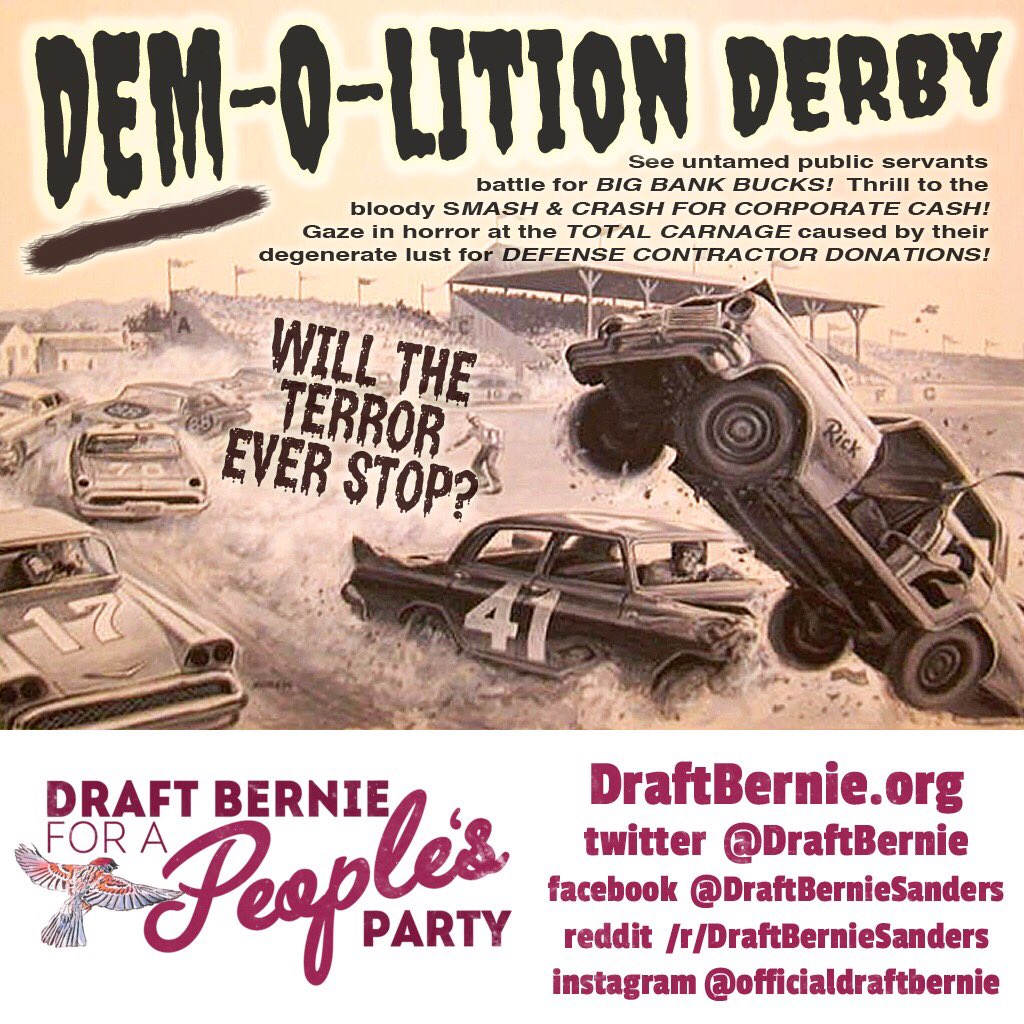 DEM-O-LITION DERBY
See untamed public servants
battle for BIG BANK BUCKS! Thrill to the
bloody SMASH & CRASH FOR CORPORATE CASH!
Gaze in horror at the TOTAL CARNAGE caused by their
degenerate lust for DEFENSE CONTRACTOR DONATIONS!
WILL THE
TERROR
EVER STOP?
A
C
F
G
88
Rick
41
17
DRAFT BERNIE
FOR A
People's
PARTY
DraftBernie.org
twitter @DraftBernie
facebook @DraftBernieSanders
reddit /r/DraftBernieSanders
instagram @officialdraftbernie